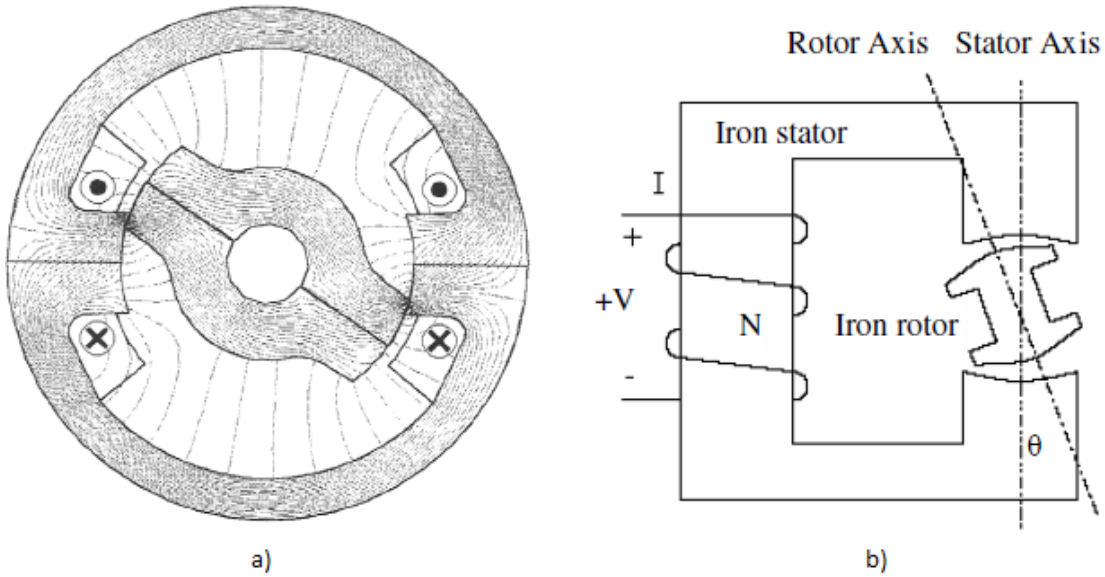 Rotor Axis Stator Axis
Iron stator
I
+
+V
N
Iron rotor
-
θ
a) b)